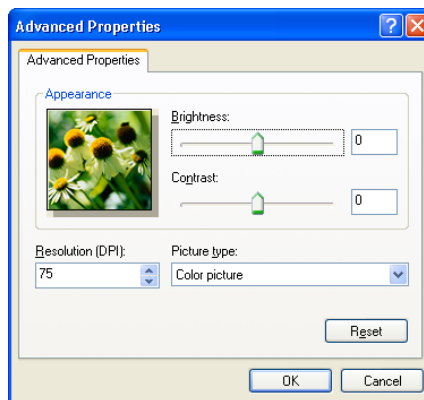 Advanced Properties
Advanced Properties
Appearance
Brightness:
0
Contrast:
0
Resolution (DPI):
Picture type:
75
Color picture
Reset
OK
Cancel